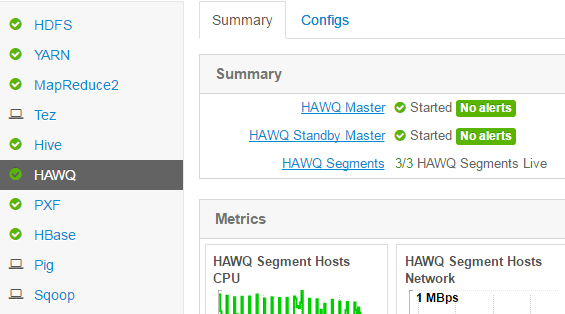 HDFS
YARN
MapReduce2
Tez
Hive
HAWQ
PXF
HBase
Pig
Sqoop
Summary Configs
Summary
HAWQ Master Started No alerts
HAWQ Standby Master Started No alerts
HAWQ Segments 3/3 HAWQ Segments Live
Metrics
HAWQ Segment Hosts
CPU
HAWQ Segment Hosts
Network
1 MBps